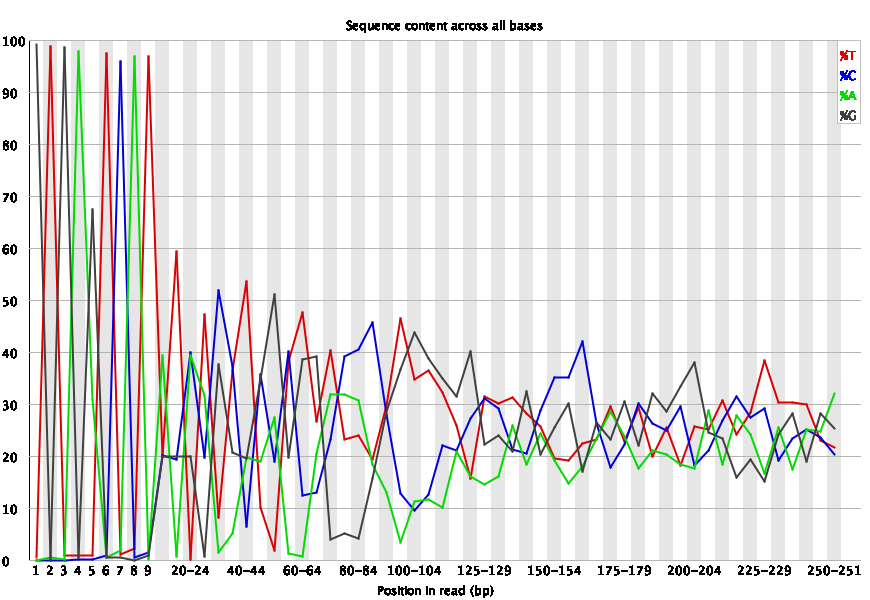 Sequence content across all bases
100
90
80
70
60
50
40
30
20
10
0
%T
%C
%A
%G
1 2 3 4 5 6 7 8 9 20-24 40-44 60-64 80-84 100-104 125-129 150-154 175-179 200-204 225-229 250-251
Position in read (bp)